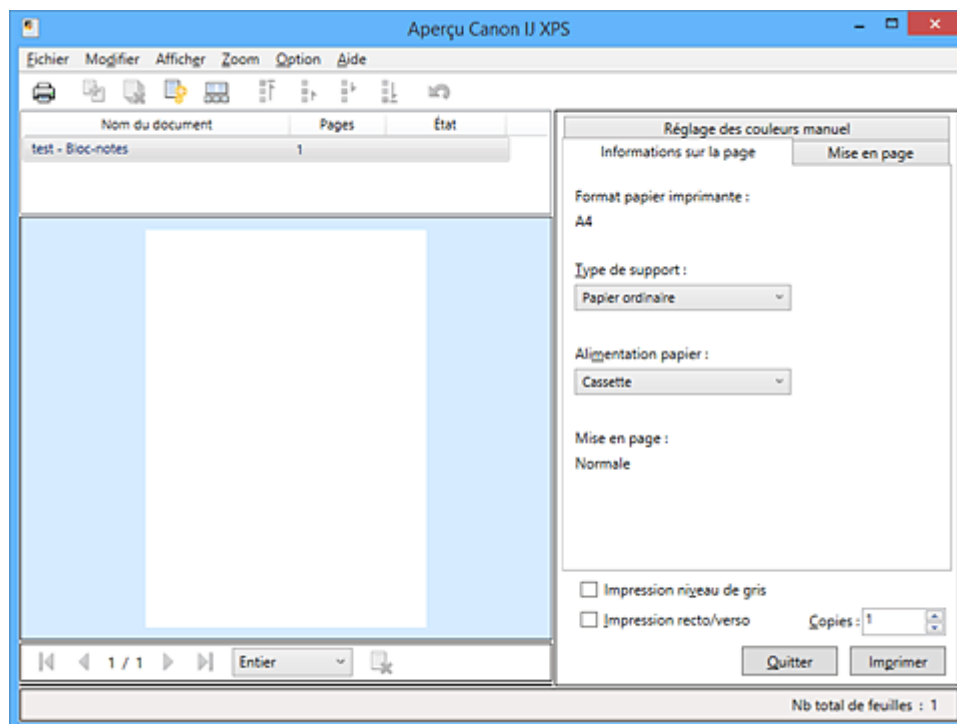 Aperçu Canon IJ XPS
Fichier Modifier Afficher Zoom Option Aide
Nom du document Pages État
test - Bloc-notes 1
Réglage des couleurs manuel
Informations sur la page Mise en page
Format papier imprimante :
A4
Type de support :
Papier ordinaire
Alimentation papier :
Cassette
Mise en page :
Normale
Impression niveau de gris
Impression recto/verso Copies : 1
1 / 1 Entier
Quitter Imprimer
Nb total de feuilles : 1